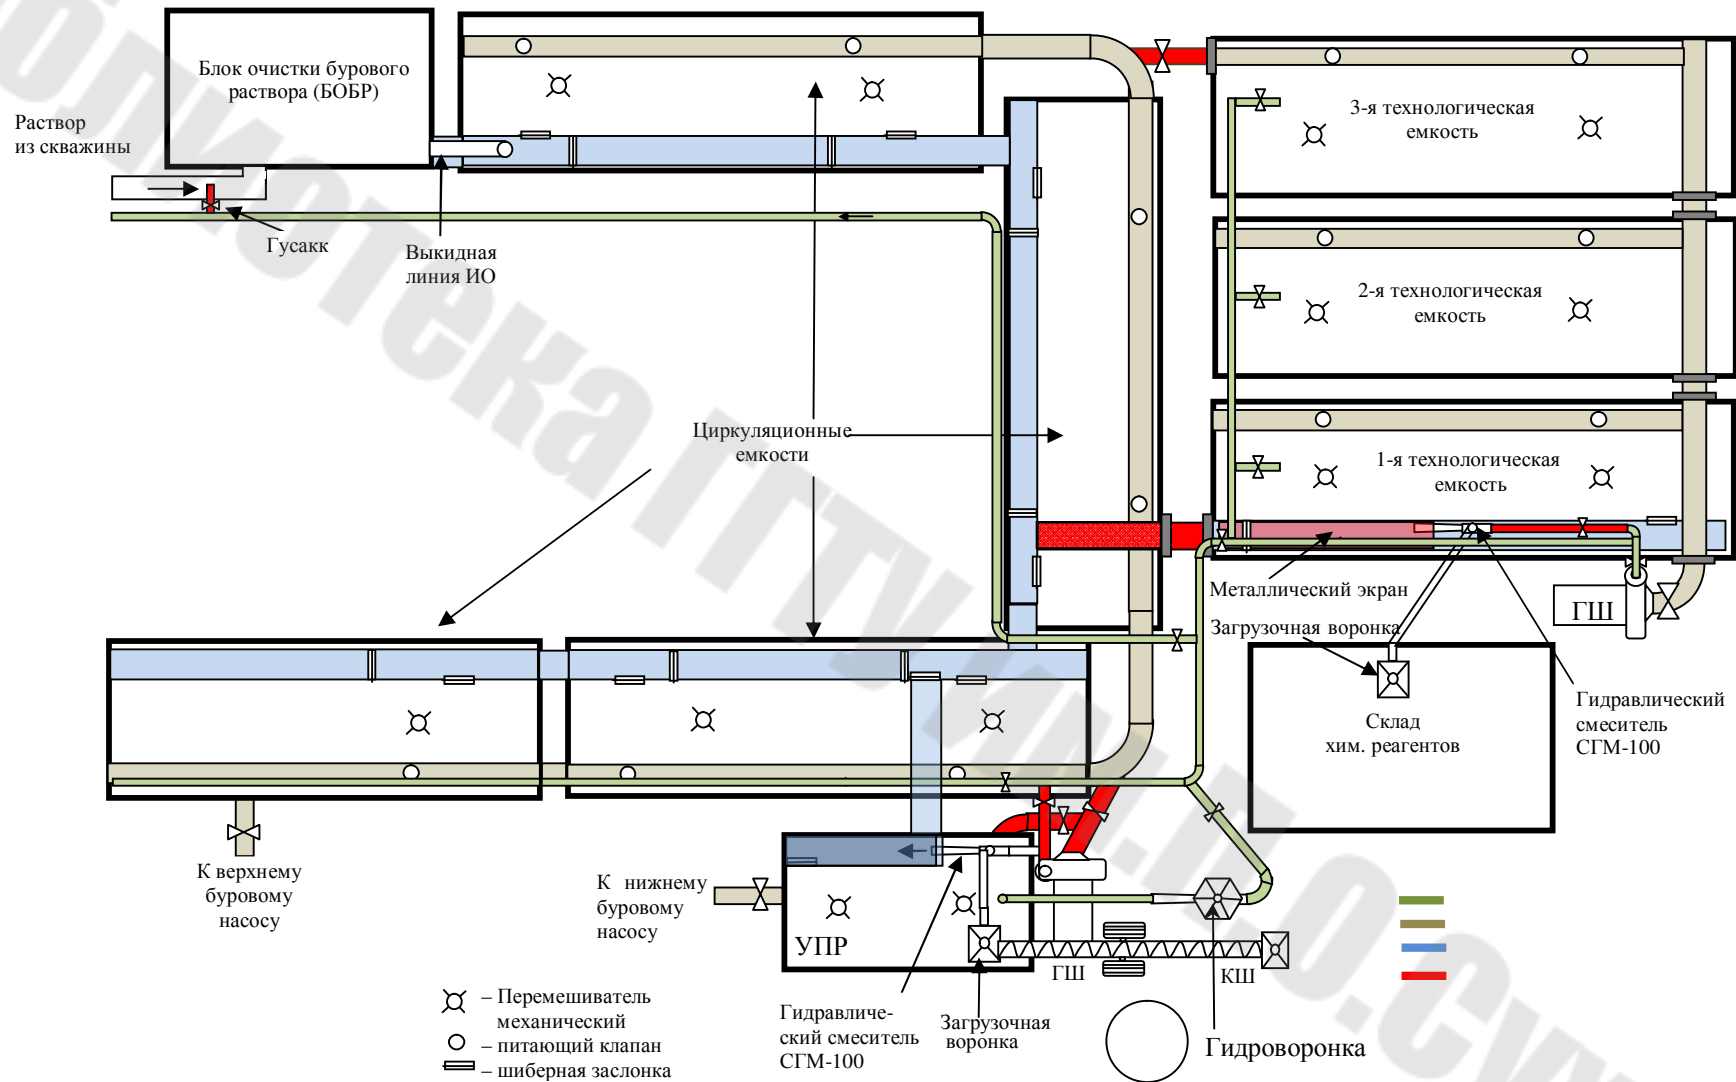 Блок очистки бурового
раствора (БОБР)
Раствор
из скважины
Гусакк
Выкидная
линия ИО
3-я технологическая
емкость
2-я технологическая
емкость
Циркуляционные
емкости
1-я технологическая
емкость
Металлический экран
ГШ
Загрузочная воронка
Гидравлический
смеситель
СГМ-100
Склад
хим. реагентов
К верхнему
буровому
насосу
К нижнему
буровому
насосу
УПР
ГШ
КШ
– Перемешиватель
механический
– питающий клапан
– шиберная заслонка
Гидравличе-
ский смеситель
СГМ-100
Загрузочная
воронка
Гидроворонка